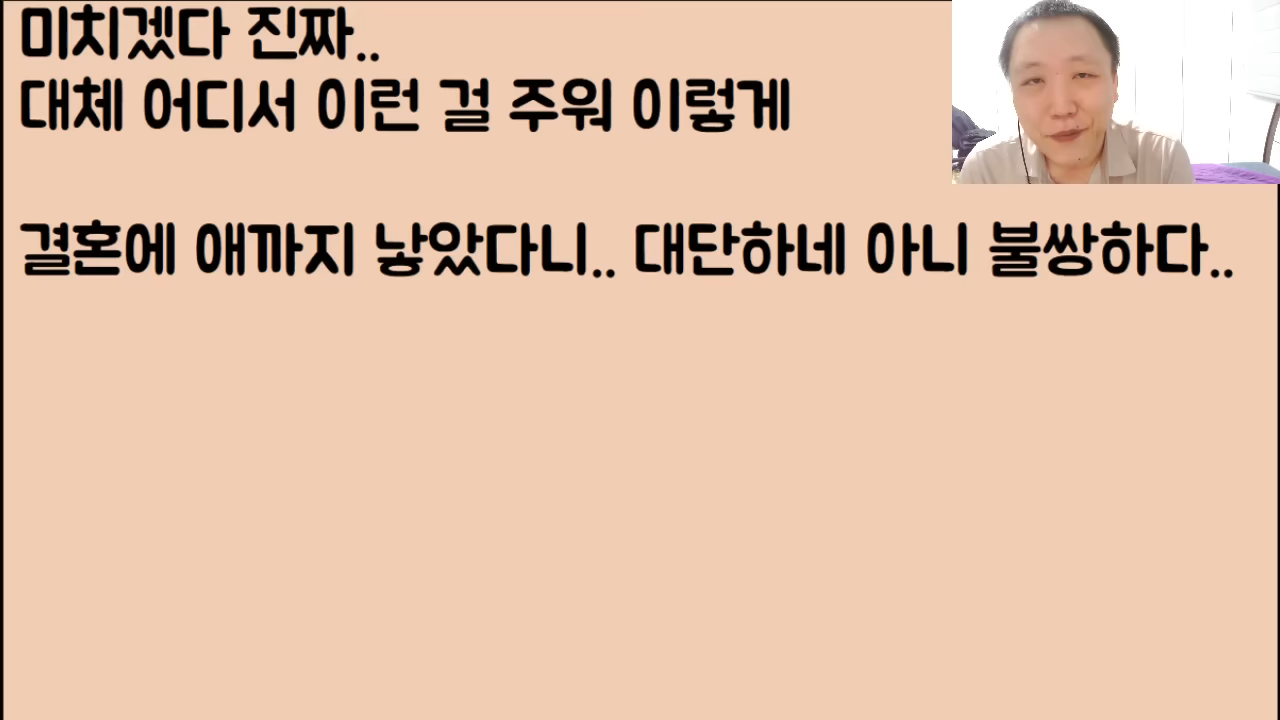 미치겠다 진짜..
대체 어디서 이런 걸 주워 이렇게
결혼에 애까지 낳았다니.. 대단하네 아니 불쌍하다..